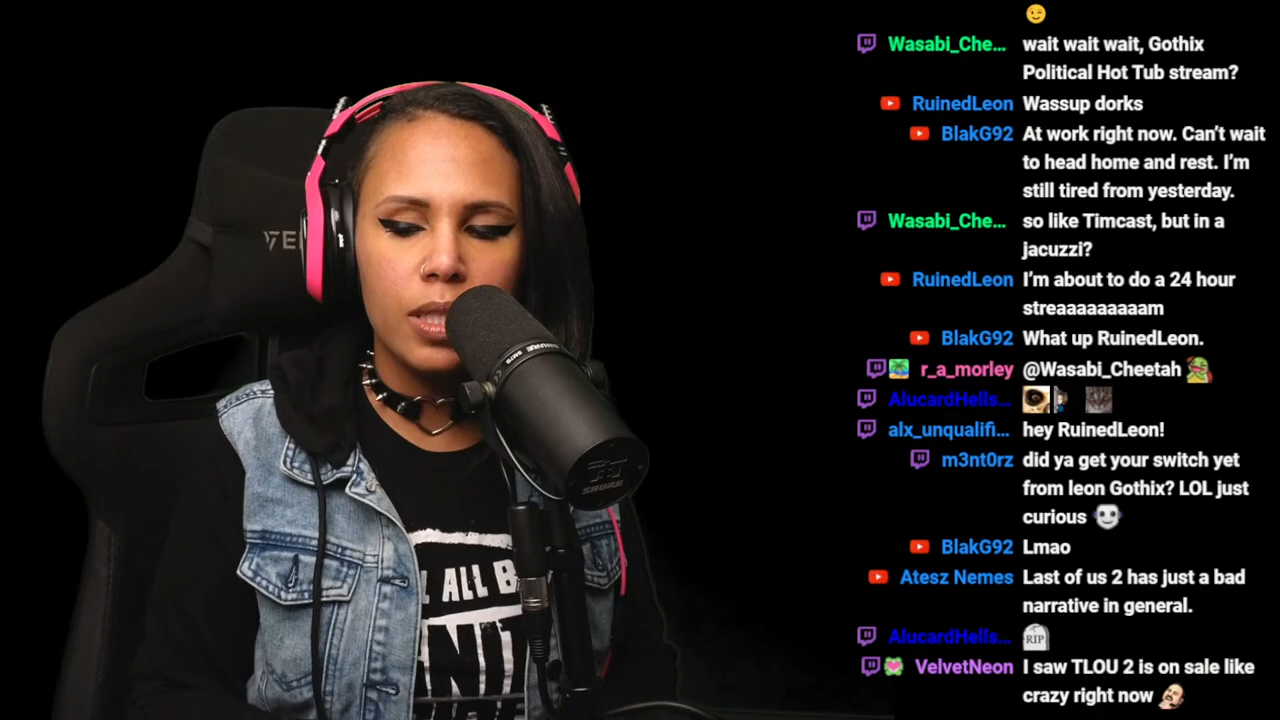 Wasabi_Che... wait wait wait, Gothix
Political Hot Tub stream?
RuinedLeon Wassup dorks
BlakG92 At work right now. Can't wait
to head home and rest. I'm
still tired from yesterday.
Wasabi_Che... so like Timcast, but in a
jacuzzi?
RuinedLeon I'm about to do a 24 hour
streaaaaaaaaam
BlakG92 What up RuinedLeon.
r_a_morley @Wasabi_Cheetah
AlucardHells...
alx_unqualifi... hey RuinedLeon!
m3nt0rz did ya get your switch yet
from leon Gothix? LOL just
curious
BlakG92 Lmao
Atesz Nemes Last of us 2 has just a bad
narrative in general.
AlucardHells... RIP
VelvetNeon I saw TLOU 2 is on sale like
crazy right now
SHURE SM7B
SHURE
ALL